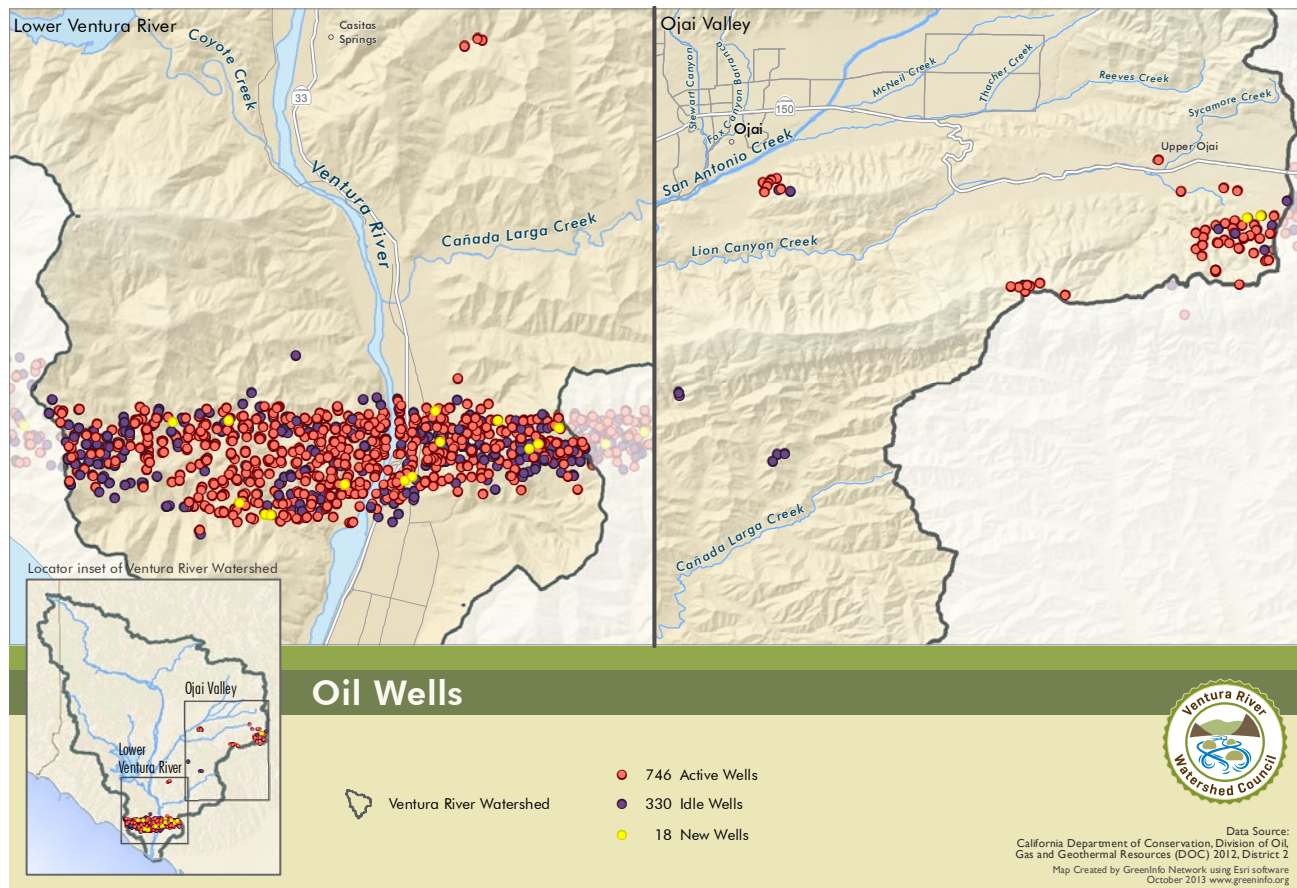 Lower Ventura River
Casitas
Springs
Coyote Creek
33
Ventura River
Cañada Larga Creek
Ojai Valley
Stewart Canyon
Fox Canyon Barranca
McNeil Creek
Thacher Creek
Reeves Creek
Sycamore Creek
150
Ojai
San Antonio Creek
Upper Ojai
Lion Canyon Creek
Cañada Larga Creek
Locator inset of Ventura River Watershed
Ojai Valley
Lower
Ventura River
Oil Wells
Ventura River Watershed
746 Active Wells
330 Idle Wells
18 New Wells
Ventura River
Watershed Council
Data Source:
California Department of Conservation, Division of Oil,
Gas and Geothermal Resources (DOC) 2012, District 2
Map Created by GreenInfo Network using Esri software
October 2013 www.greeninfo.org